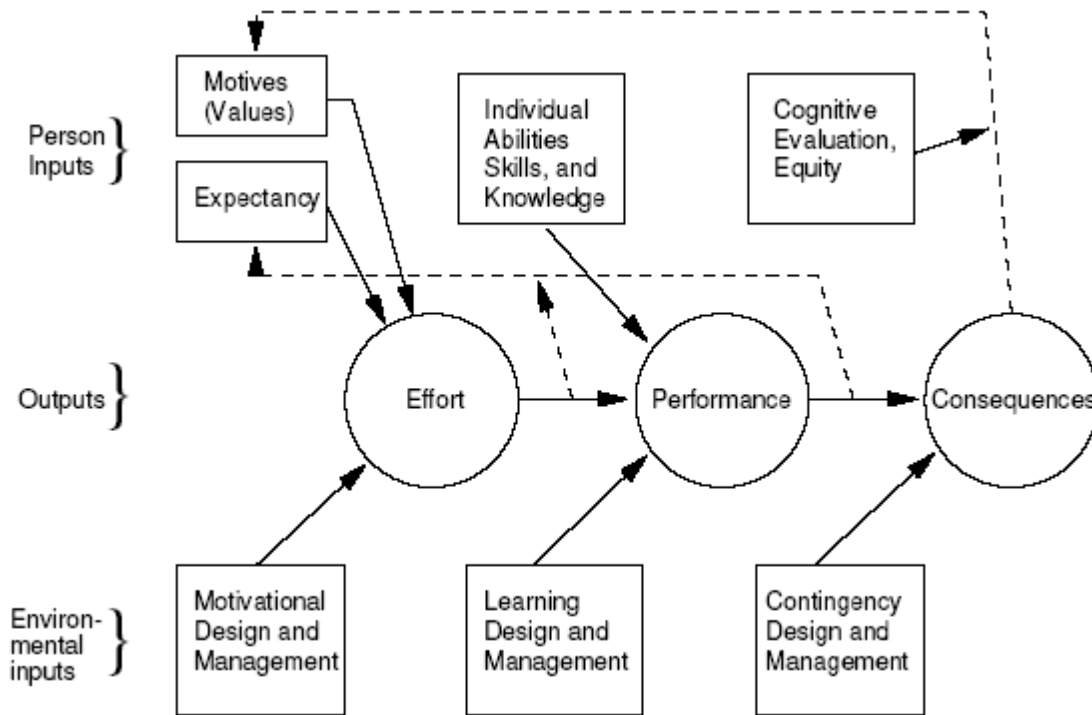 Person
Inputs
Motives
(Values)
Expectancy
Individual
Abilities
Skills, and
Knowledge
Cognitive
Evaluation,
Equity
Outputs
Effort
Performance
Consequences
Environ-
mental
inputs
Motivational
Design and
Management
Learning
Design and
Management
Contingency
Design and
Management